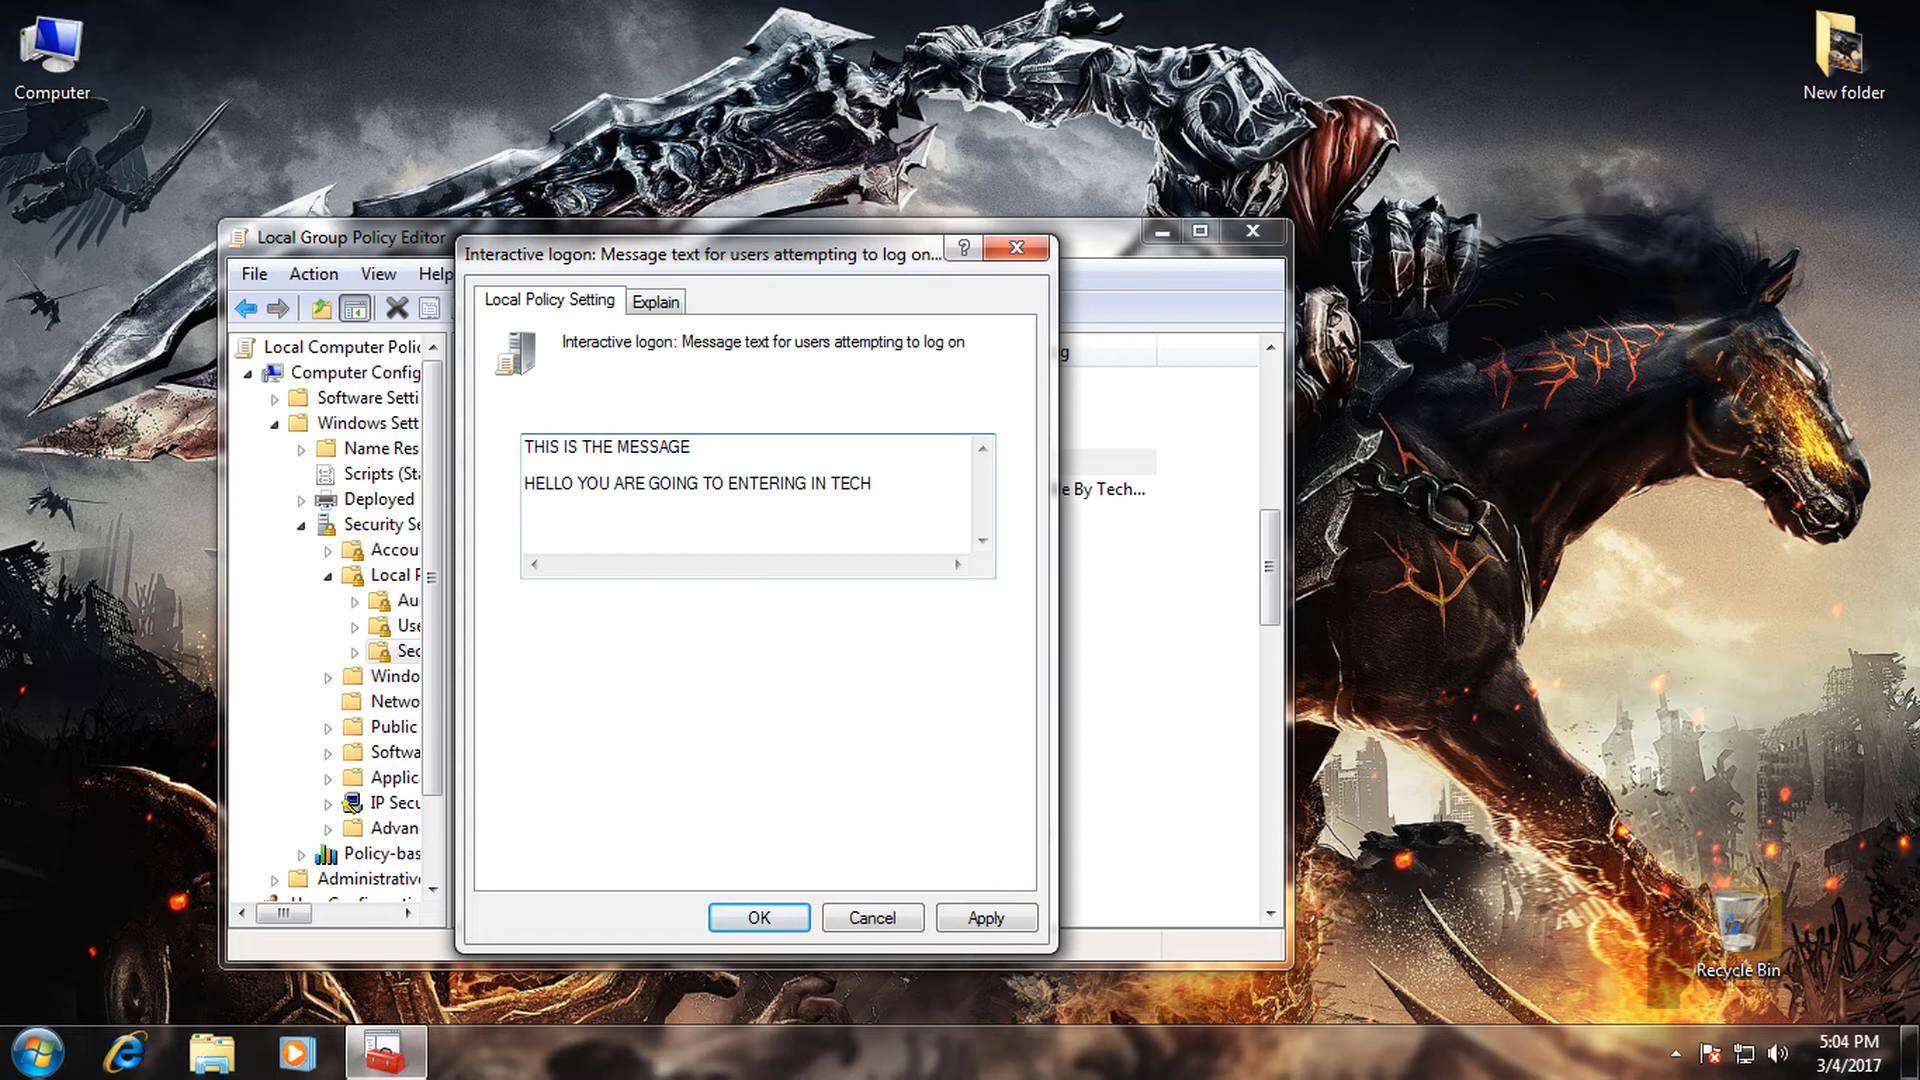 Computer
New folder
Local Group Policy Editor
File Action View Help
Interactive logon: Message text for users attempting to log on...
Local Policy Setting
Explain
Interactive logon: Message text for users attempting to log on
THIS IS THE MESSAGE
HELLO YOU ARE GOING TO ENTERING IN TECH
Local Computer Polic
Computer Config
Software Setti
Windows Sett
Name Res
Scripts (Sta
Deployed
Security Se
Accou
Local P
Au
Use
Sec
Windo
Netwo
Public
Softwa
Applic
IP Secu
Advan
Policy-bas
Administrative
g
e By Tech...
OK
Cancel
Apply
Recycle Bin
5:04 PM
3/4/2017